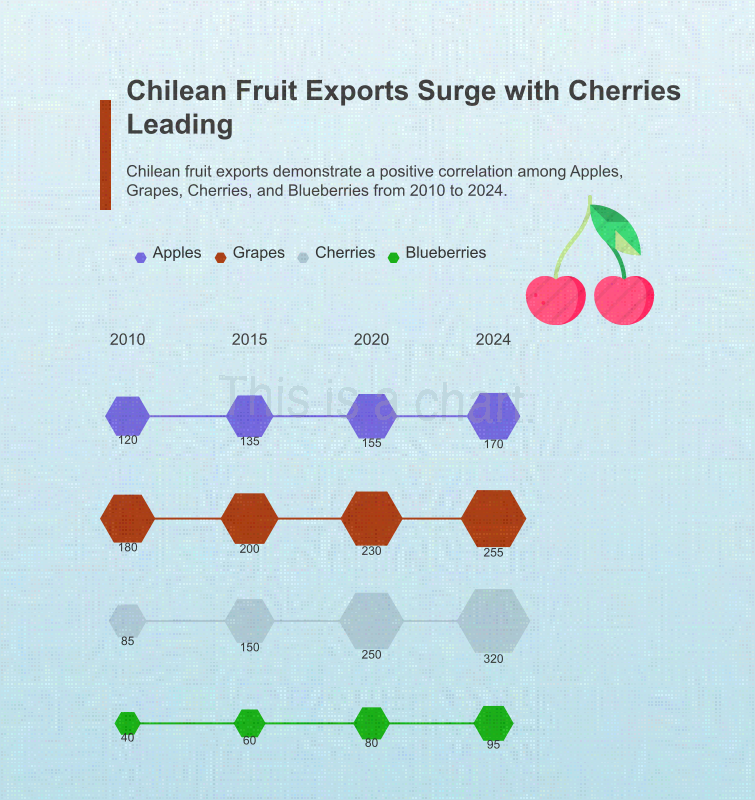 Chilean Fruit Exports Surge with Cherries
Leading
Chilean fruit exports demonstrate a positive correlation among Apples,
Grapes, Cherries, and Blueberries from 2010 to 2024.
Apples Grapes Cherries Blueberries
2010 2015 2020 2024
This is a chart
120 135 155 170
180 200 230 255
85 150 250 320
40 60 80 95